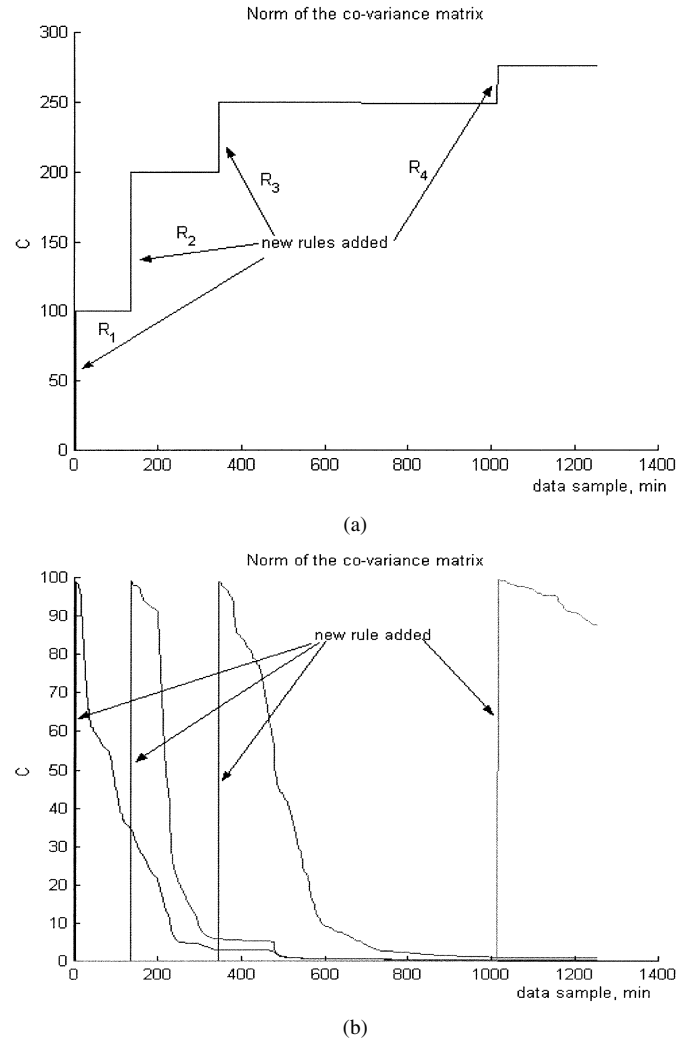 Norm of the co-variance matrix
300
250
200
150
100
50
0
C
R1
R2
R3
R4
new rules added
0 200 400 600 800 1000 1200 1400
data sample, min
(a)
Norm of the co-variance matrix
100
90
80
70
60
50
40
30
20
10
0
C
new rule added
0 200 400 600 800 1000 1200 1400
data sample, min
(b)